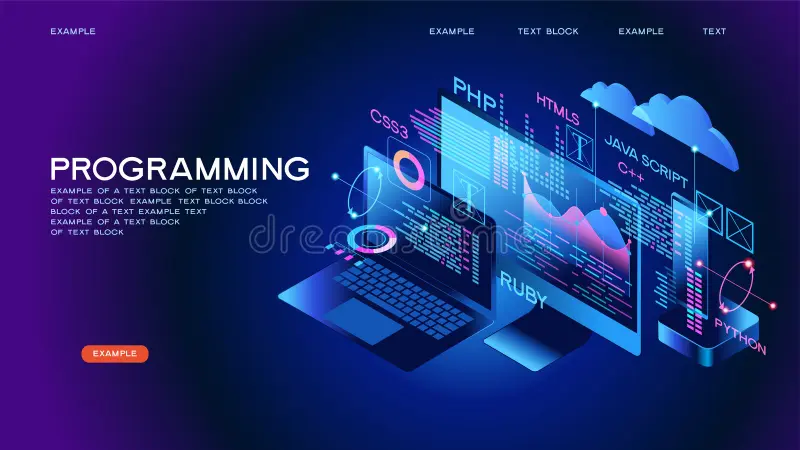 EXAMPLE
EXAMPLE
TEXT BLOCK
EXAMPLE
TEXT
PROGRAMMING
EXAMPLE OF A TEXT BLOCK OF TEXT BLOCK
OF TEXT BLOCK EXAMPLE TEXT BLOCK BLOCK
BLOCK OF A TEXT EXAMPLE TEXT
EXAMPLE OF A TEXT BLOCK
OF TEXT BLOCK
EXAMPLE
PHP
HTML5
CSS3
JAVA SCRIPT
C++
T
T
RUBY
PYTHON
dreamstime